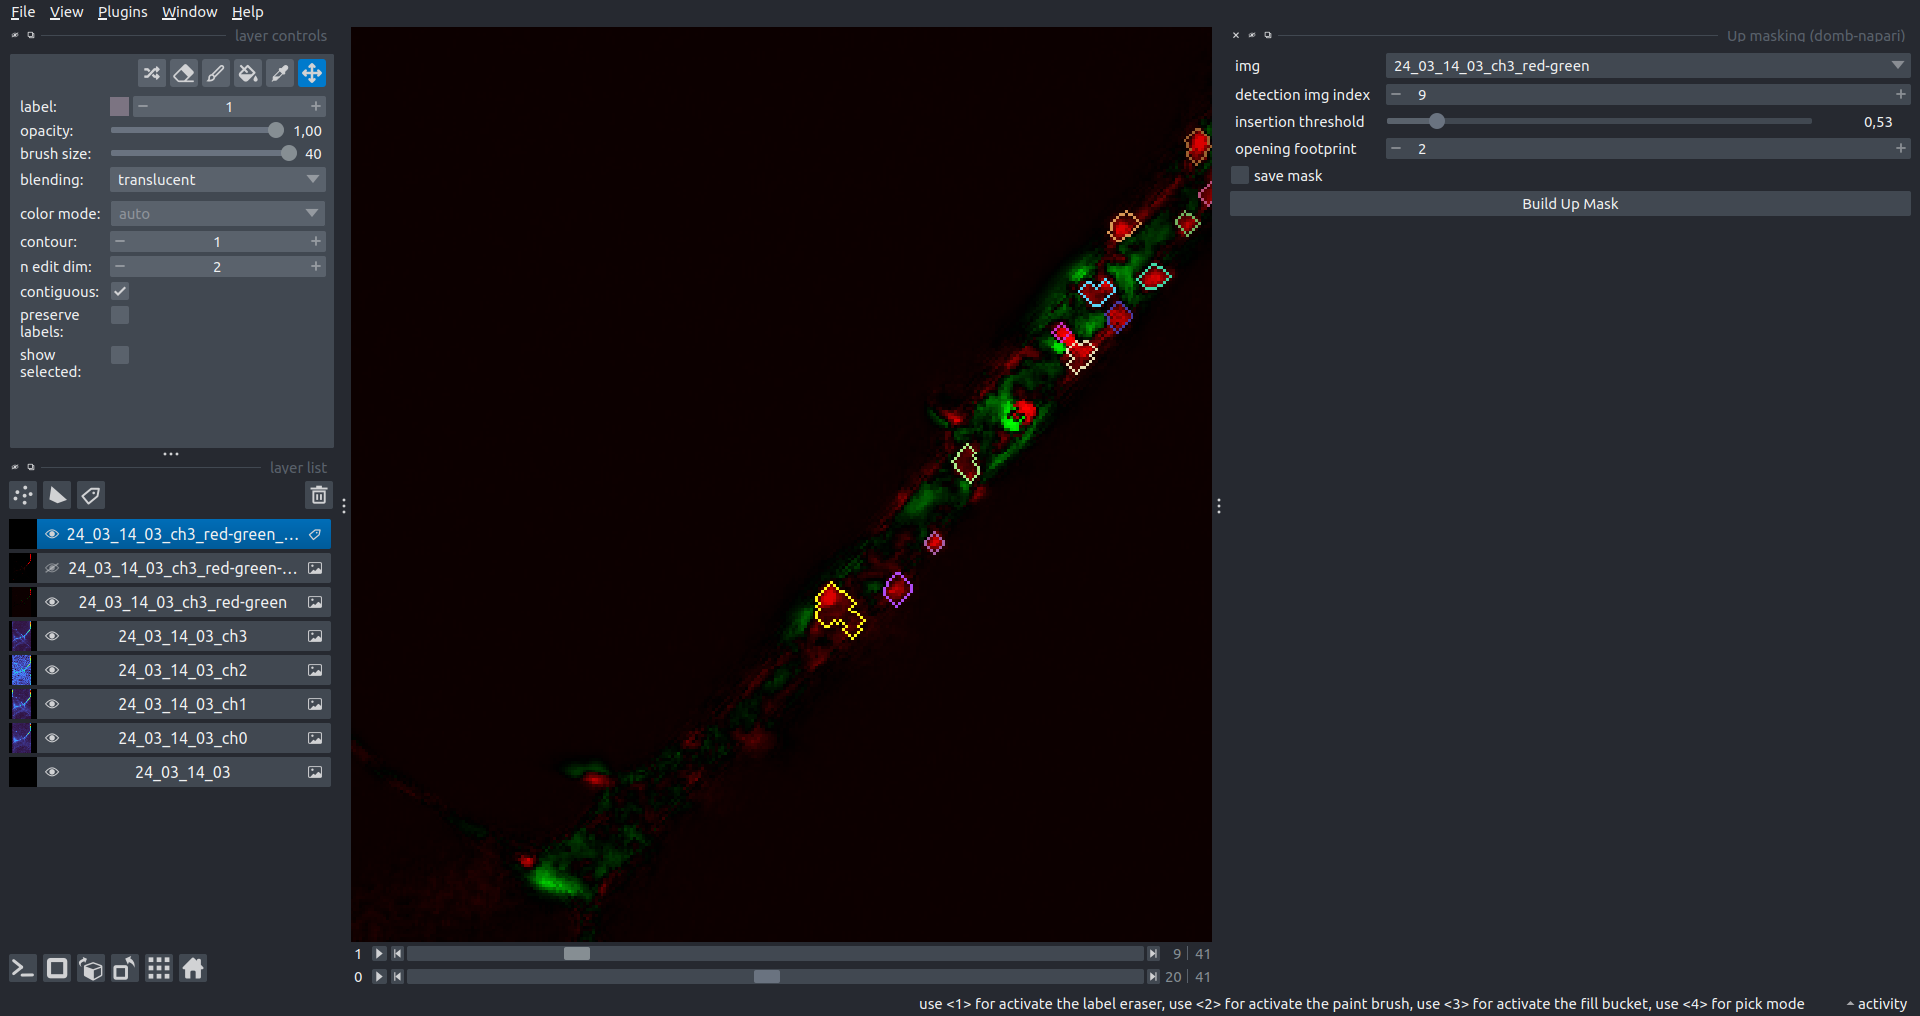 File View Plugins Window Help
layer controls
label: 1
opacity: 1,00
brush size: 40
blending: translucent
color mode: auto
contour: 1
n edit dim: 2
contiguous:
preserve
labels:
show
selected:
layer list
24_03_14_03_ch3_red-green_...
24_03_14_03_ch3_red-green-...
24_03_14_03_ch3_red-green
24_03_14_03_ch3
24_03_14_03_ch2
24_03_14_03_ch1
24_03_14_03_ch0
24_03_14_03
1 9 41
0 20 41
Up masking (domb-napari)
img 24_03_14_03_ch3_red-green
detection img index 9
insertion threshold 0,53
opening footprint 2
save mask
Build Up Mask
use <1> for activate the label eraser, use <2> for activate the paint brush, use <3> for activate the fill bucket, use <4> for pick mode
activity